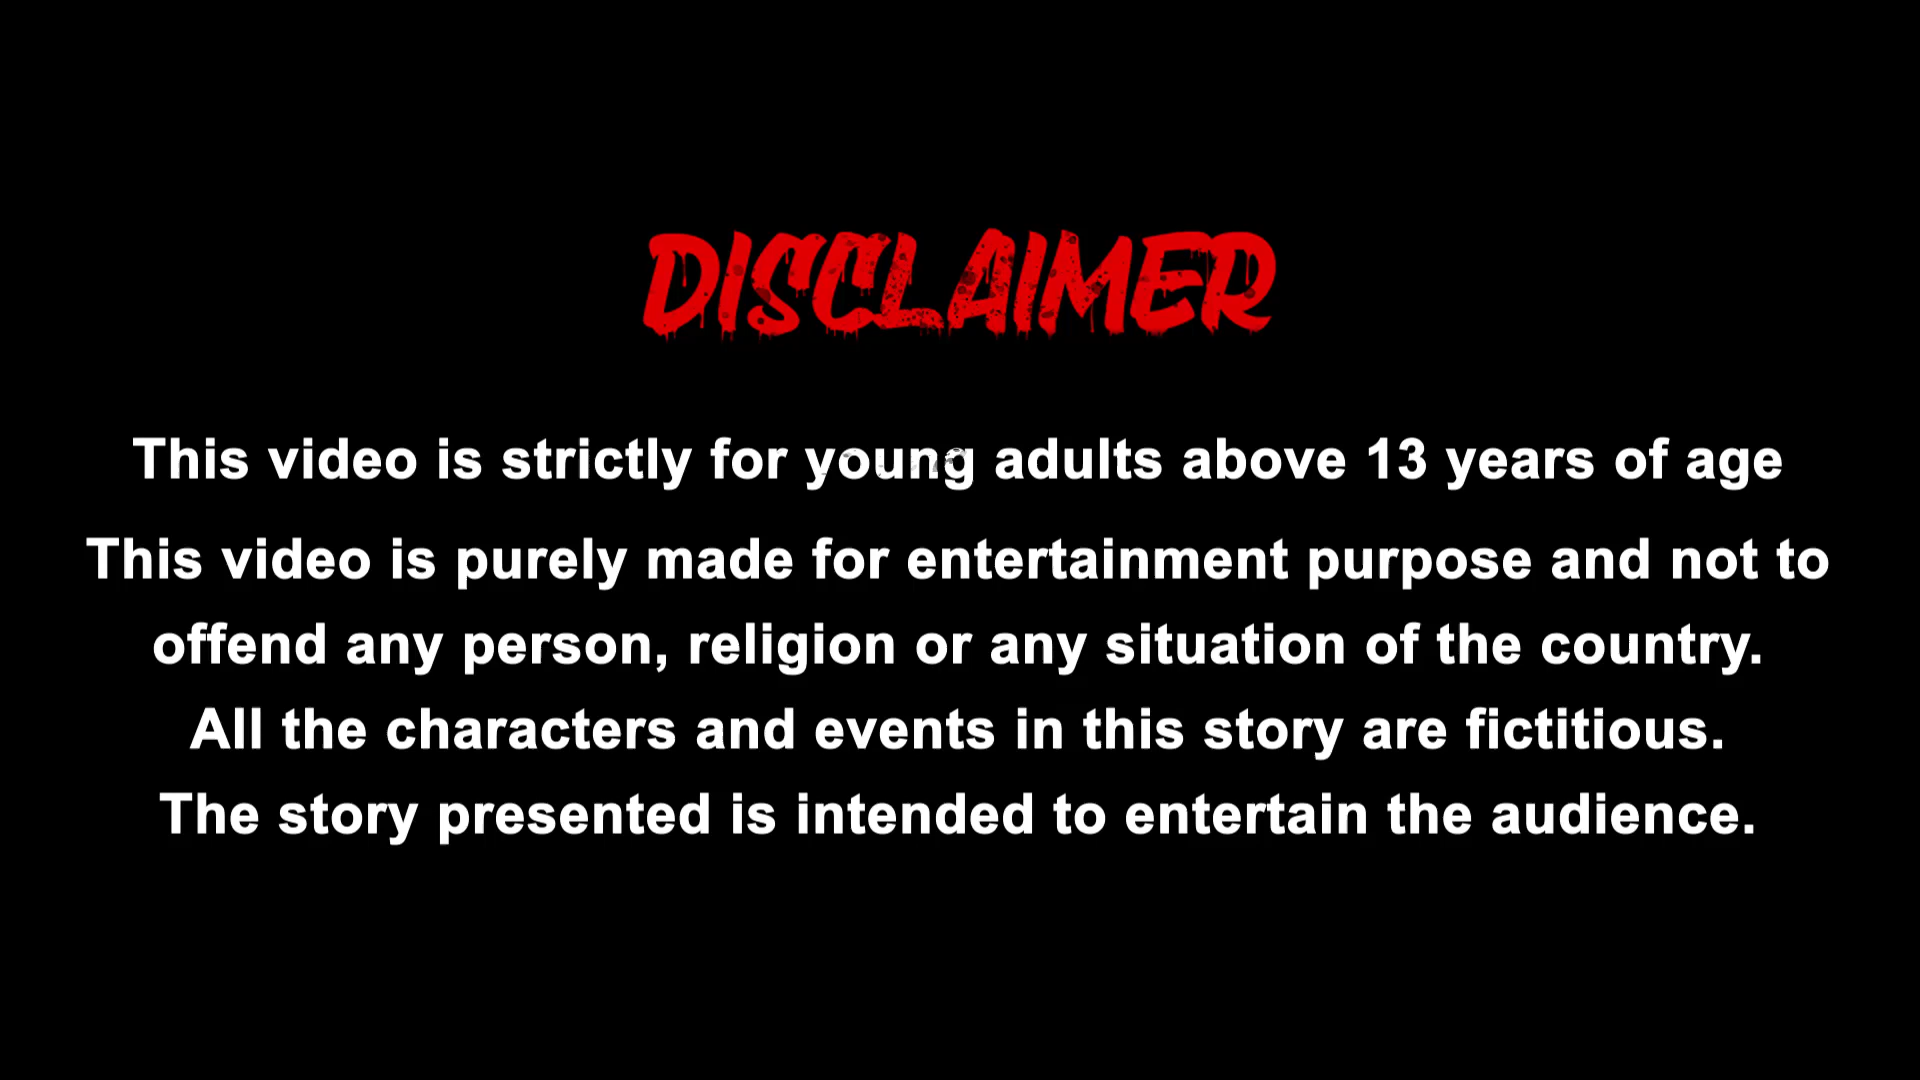 DISCLAIMER
This video is strictly for young adults above 13 years of age
This video is purely made for entertainment purpose and not to
offend any person, religion or any situation of the country.
All the characters and events in this story are fictitious.
The story presented is intended to entertain the audience.